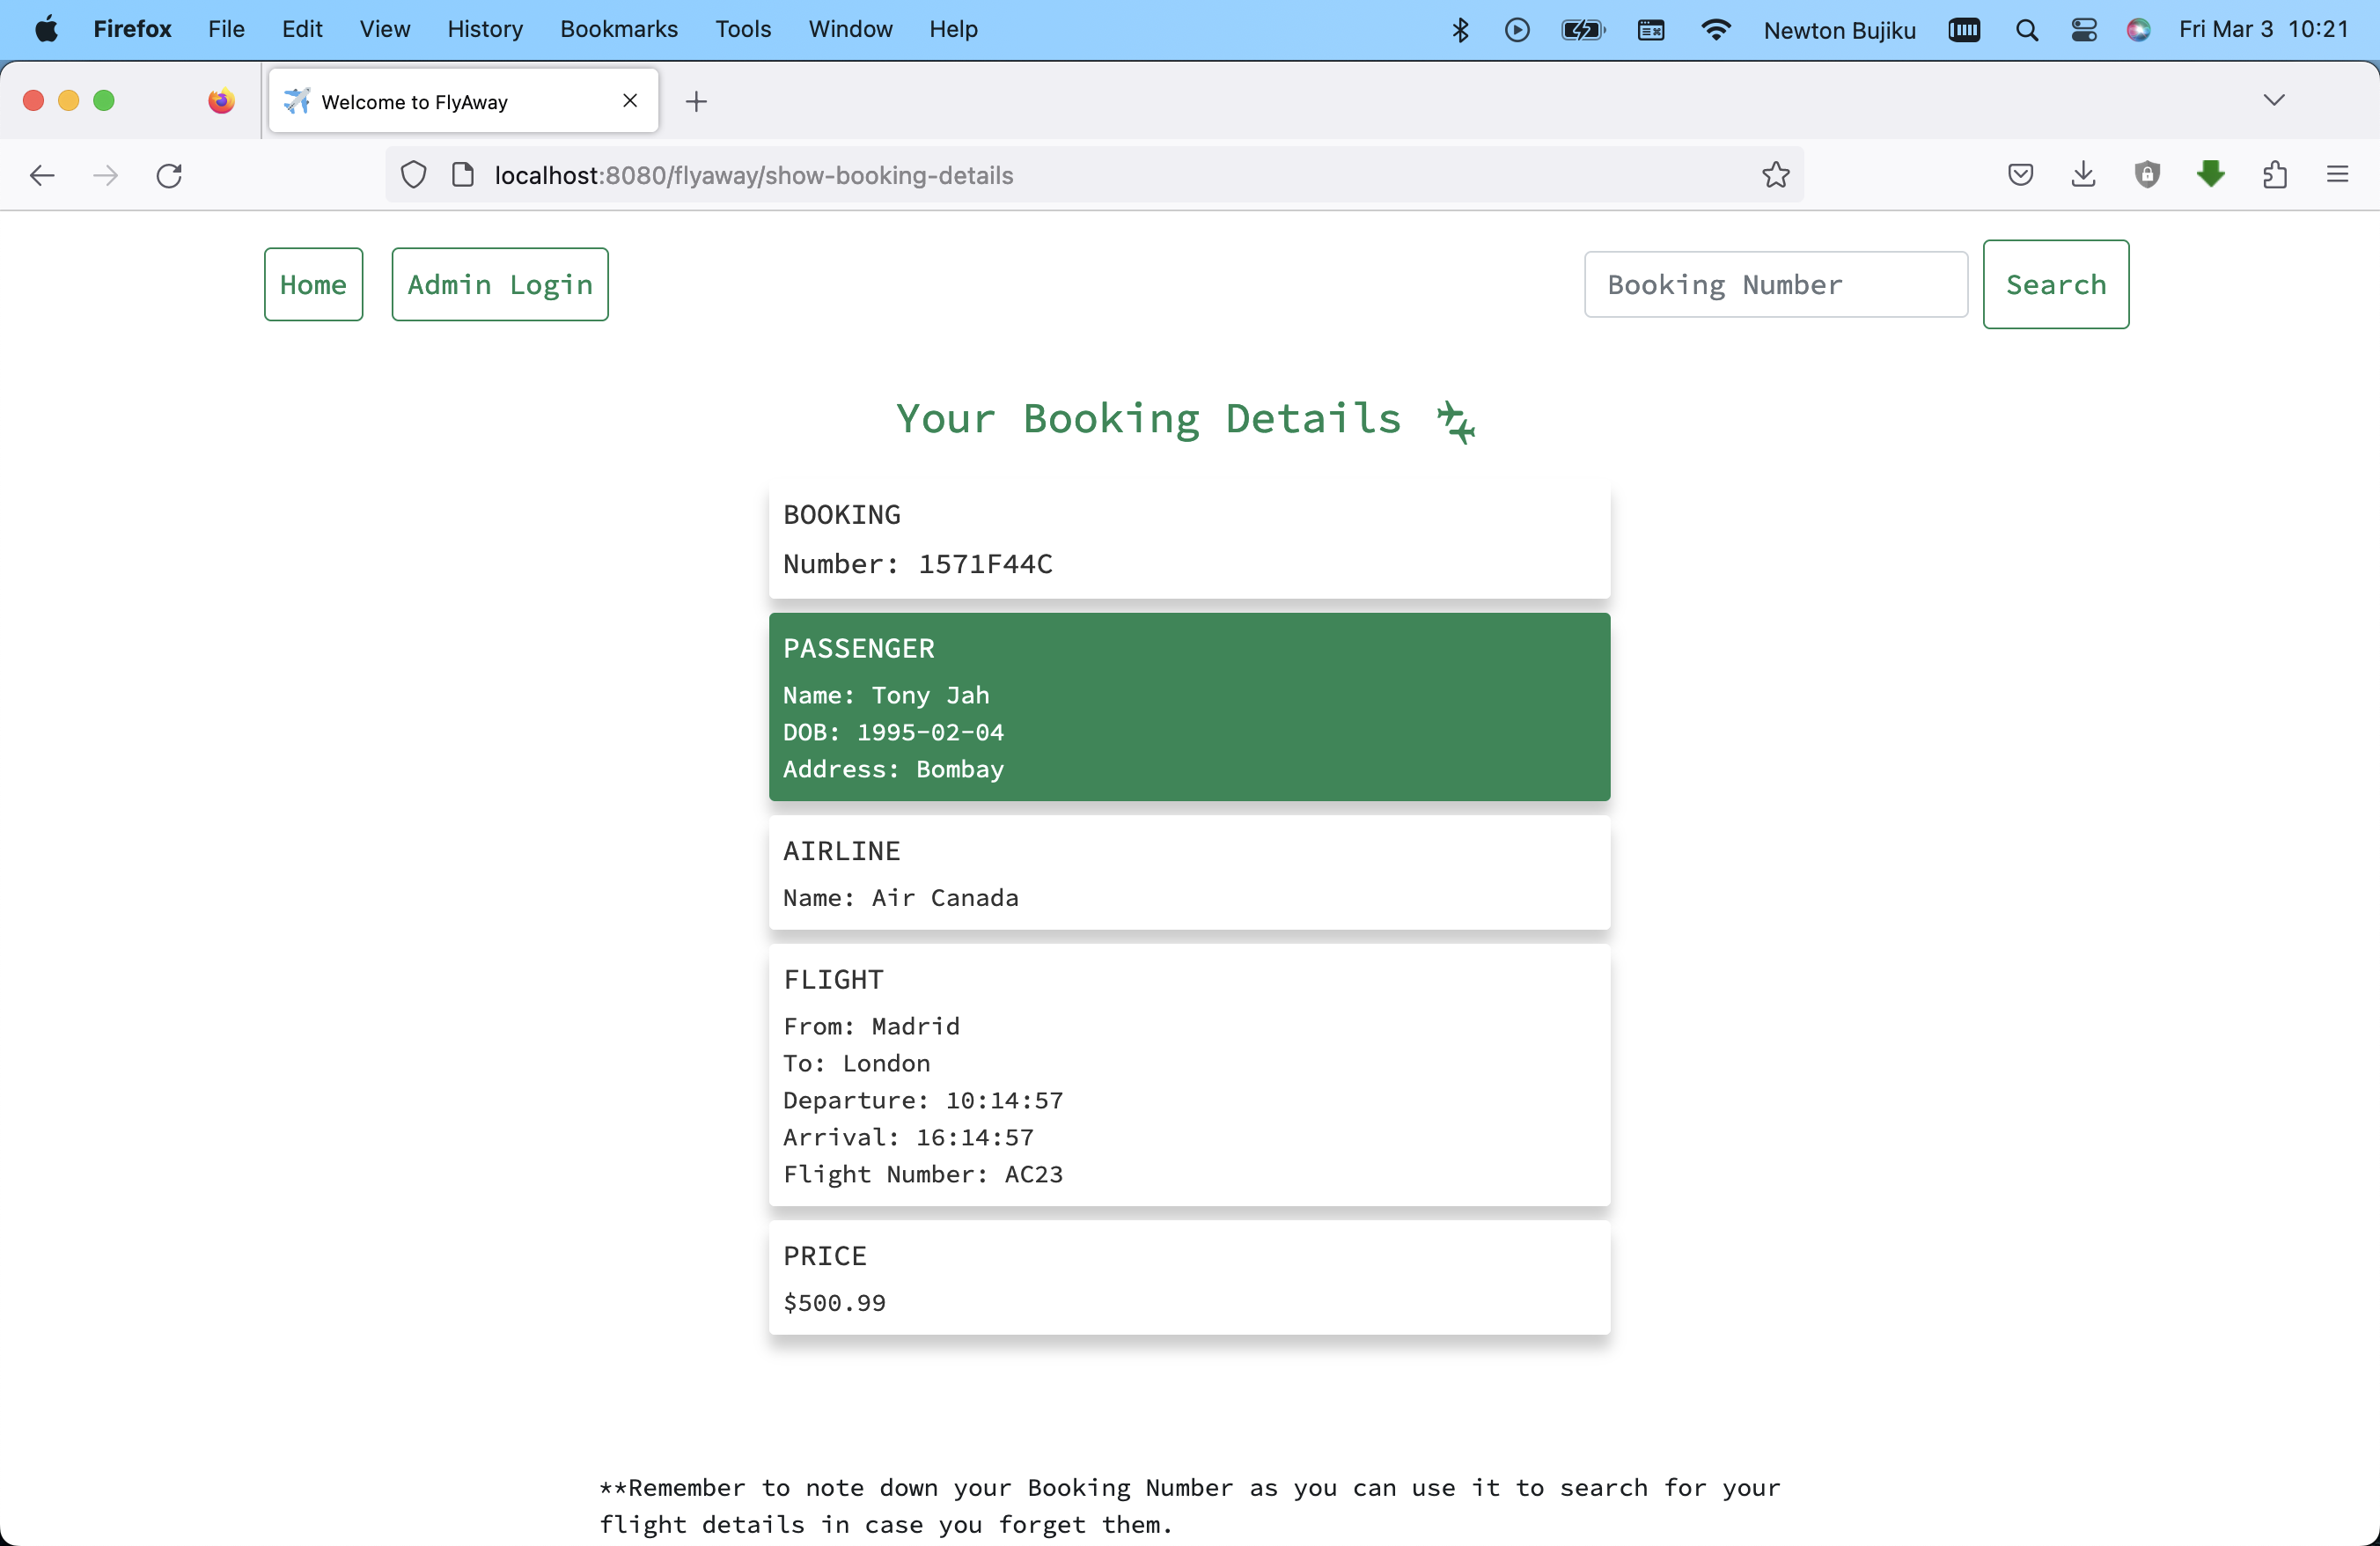 Firefox File Edit View History Bookmarks Tools Window Help Newton Bujiku Fri Mar 3 10:21
Welcome to FlyAway
localhost:8080/flyaway/show-booking-details
Home Admin Login Booking Number Search
Your Booking Details
BOOKING
Number: 1571F44C
PASSENGER
Name: Tony Jah
DOB: 1995-02-04
Address: Bombay
AIRLINE
Name: Air Canada
FLIGHT
From: Madrid
To: London
Departure: 10:14:57
Arrival: 16:14:57
Flight Number: AC23
PRICE
$500.99
**Remember to note down your Booking Number as you can use it to search for your
flight details in case you forget them.